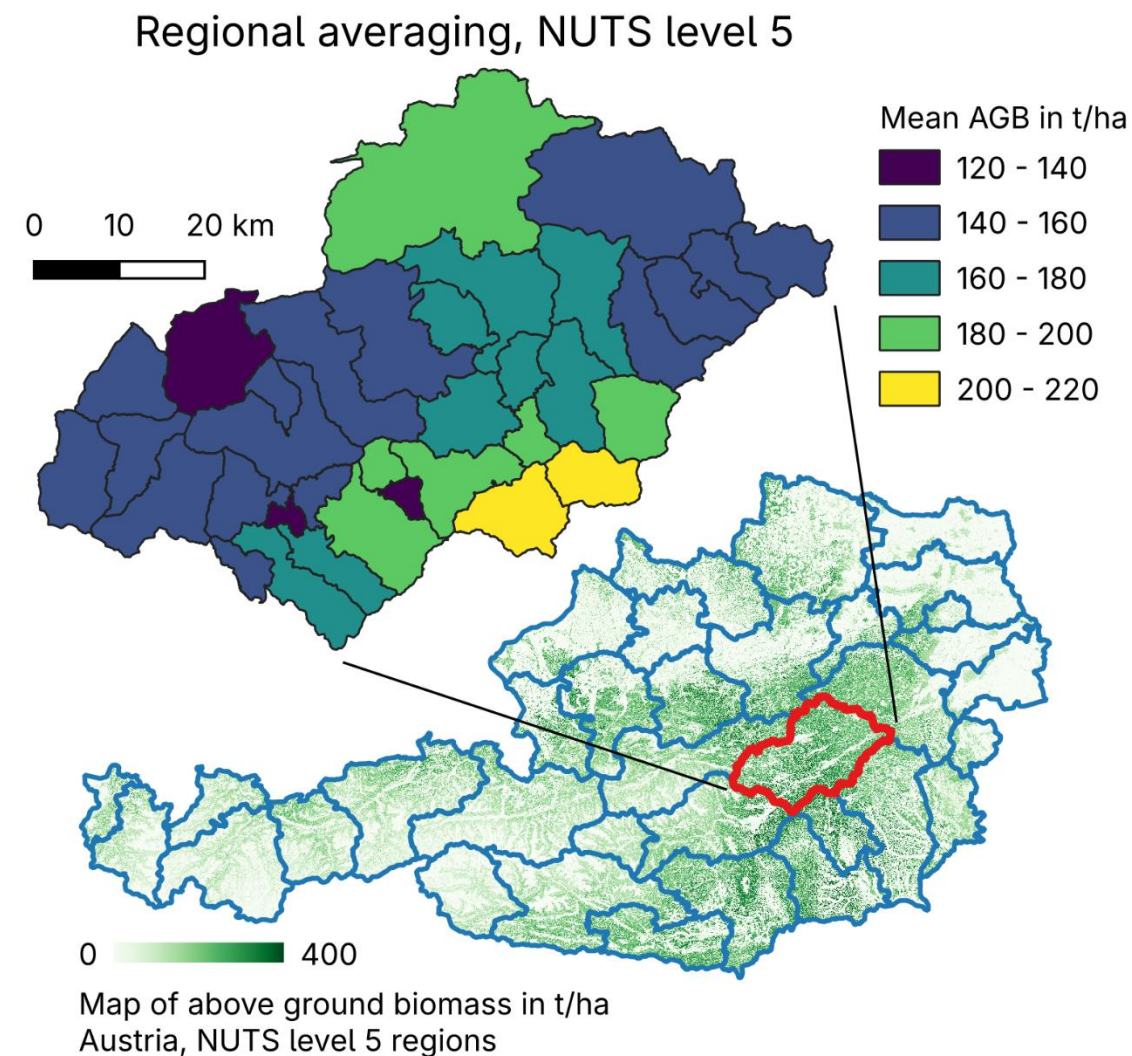 Regional averaging, NUTS level 5
Mean AGB in t/ha
120 - 140
140 - 160
160 - 180
180 - 200
200 - 220
0 10 20 km
0 400
Map of above ground biomass in t/ha
Austria, NUTS level 5 regions